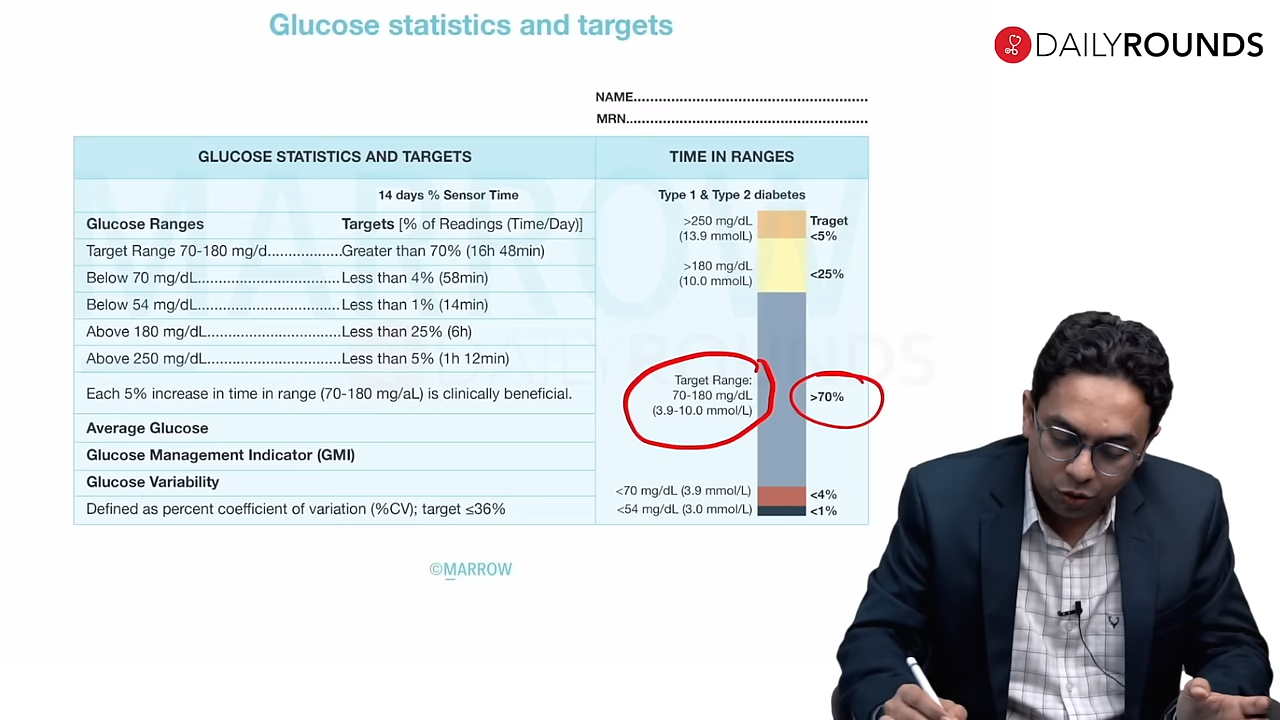 Glucose statistics and targets
DAILYROUNDS
NAME........................................................
MRN..........................................................
GLUCOSE STATISTICS AND TARGETS
TIME IN RANGES
14 days % Sensor Time
Glucose Ranges Targets [% of Readings (Time/Day)]
Target Range 70-180 mg/d.................Greater than 70% (16h 48min)
Below 70 mg/dL.................................Less than 4% (58min)
Below 54 mg/dL.................................Less than 1% (14min)
Above 180 mg/dL...............................Less than 25% (6h)
Above 250 mg/dL...............................Less than 5% (1h 12min)
Each 5% increase in time in range (70-180 mg/aL) is clinically beneficial.
Average Glucose
Glucose Management Indicator (GMI)
Glucose Variability
Defined as percent coefficient of variation (%CV); target ≤36%
Type 1 & Type 2 diabetes
>250 mg/dL Traget
(13.9 mmolL) <5%
>180 mg/dL
(10.0 mmolL) <25%
Target Range:
70-180 mg/dL >70%
(3.9-10.0 mmol/L)
<70 mg/dL (3.9 mmol/L) <4%
<54 mg/dL (3.0 mmol/L) <1%
©MARROW
MARROW
DAILYROUNDS